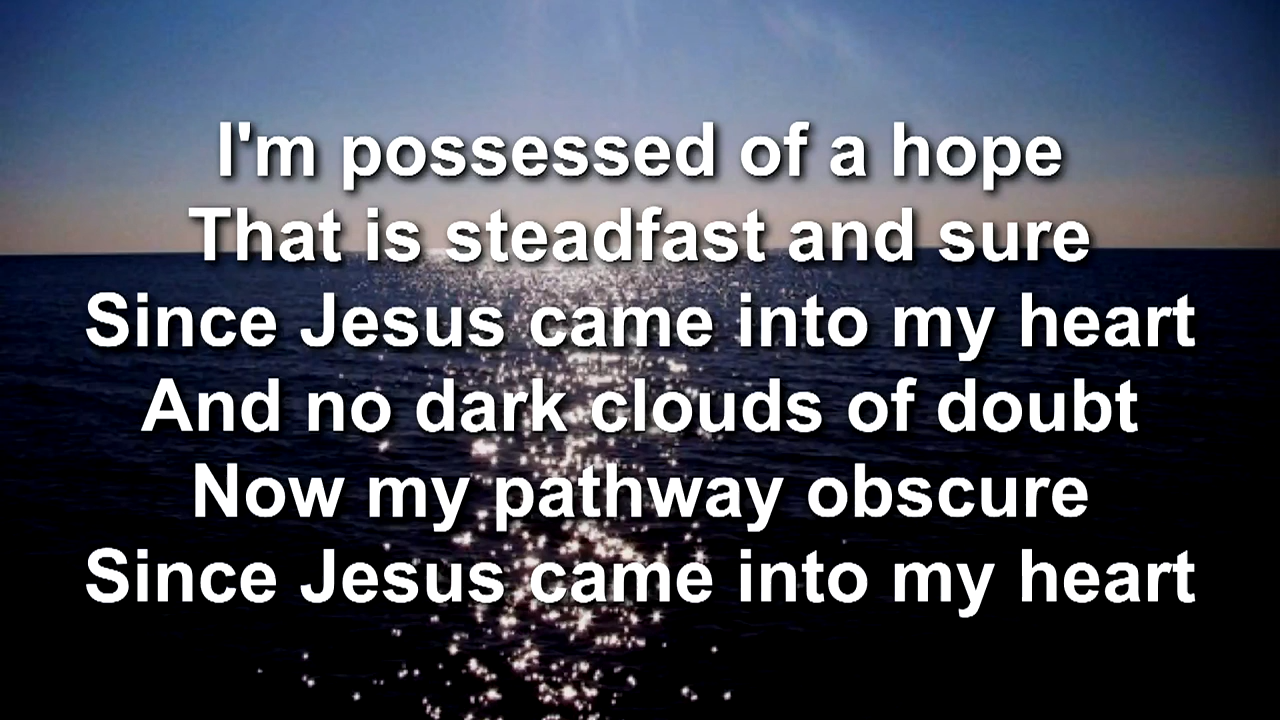 I'm possessed of a hope
That is steadfast and sure
Since Jesus came into my heart
And no dark clouds of doubt
Now my pathway obscure
Since Jesus came into my heart